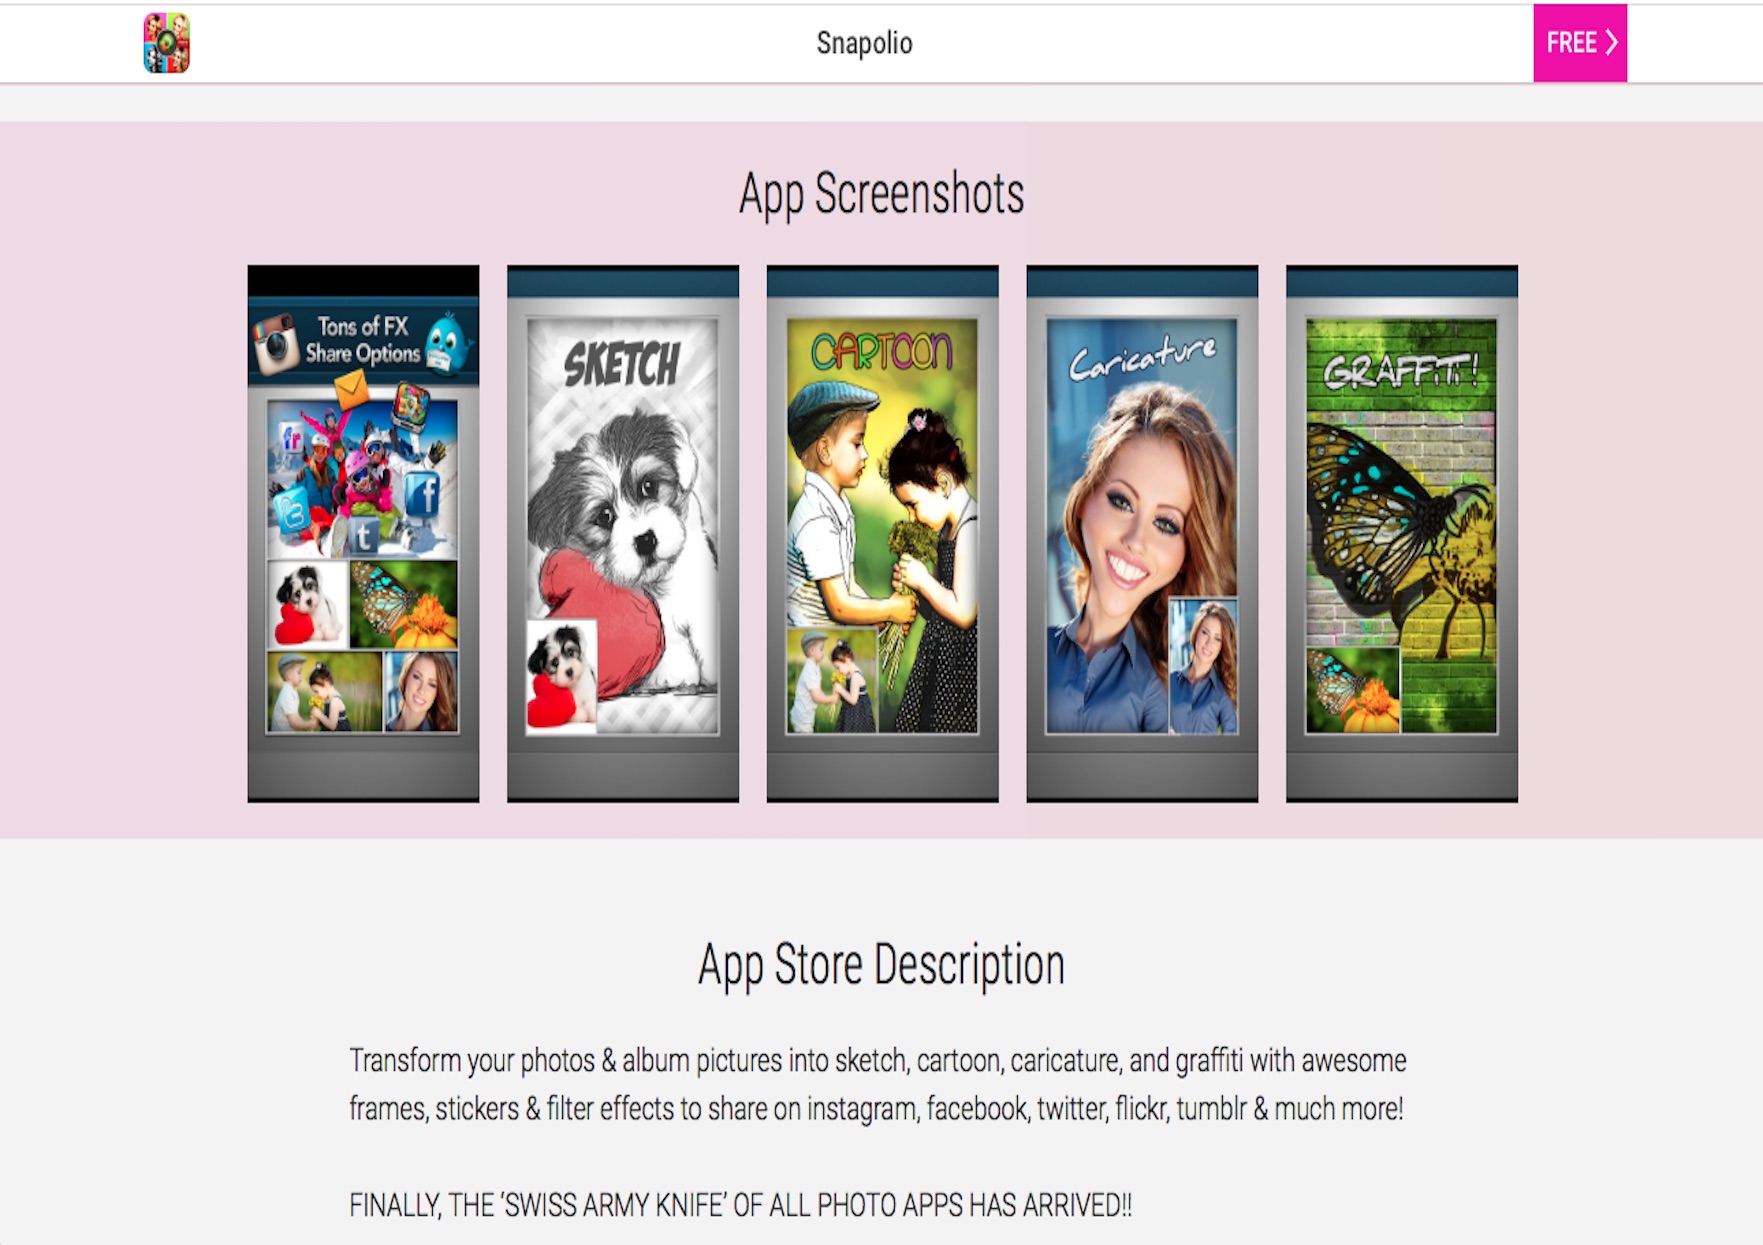 Snapolio
FREE
App Screenshots
Tons of FX
Share Options
SKETCH
CARTOON
Caricature
GRAFFiTi!
App Store Description
Transform your photos & album pictures into sketch, cartoon, caricature, and graffiti with awesome
frames, stickers & filter effects to share on instagram, facebook, twitter, flickr, tumblr & much more!
FINALLY, THE ‘SWISS ARMY KNIFE’ OF ALL PHOTO APPS HAS ARRIVED!!